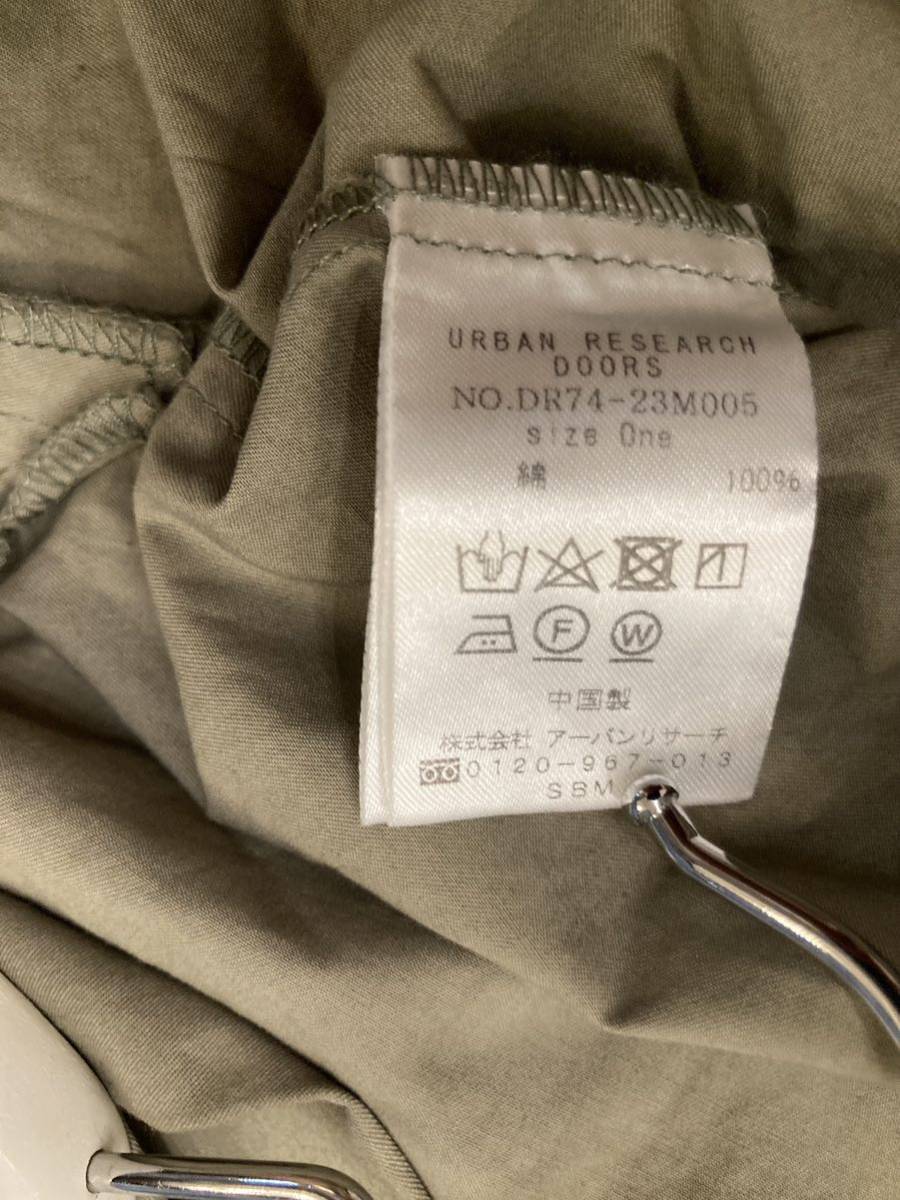 URBAN RESEARCH
DOORS
NO.DR74-23M005
size One
綿 100%
F W
中国製
株式会社 アーバンリサーチ
0120-967-013
SBM